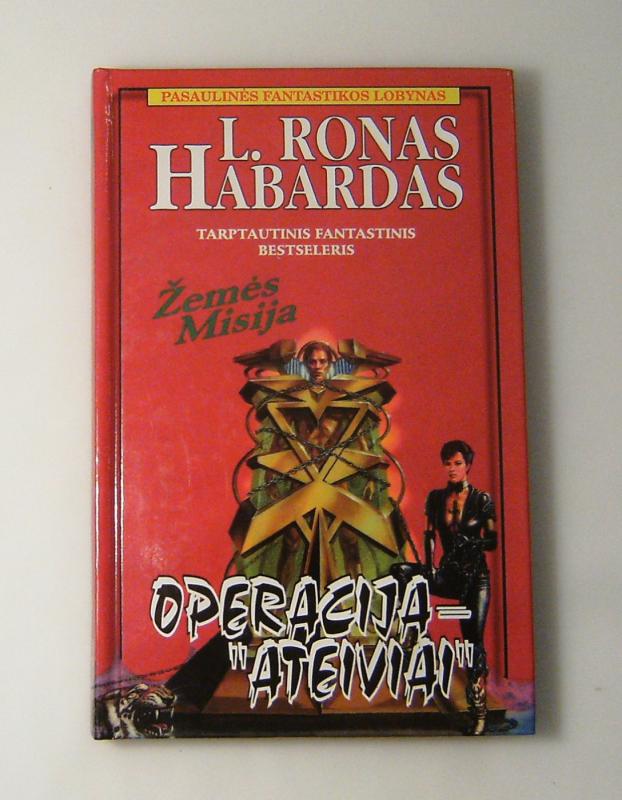 PASAULINĖS FANTASTIKOS LOBYNAS
L. RONAS
HABARDAS
TARPTAUTINIS FANTASTINIS
BESTSELERIS
Žemės
Misija
OPERACIJA –
"ATEIVIAI"